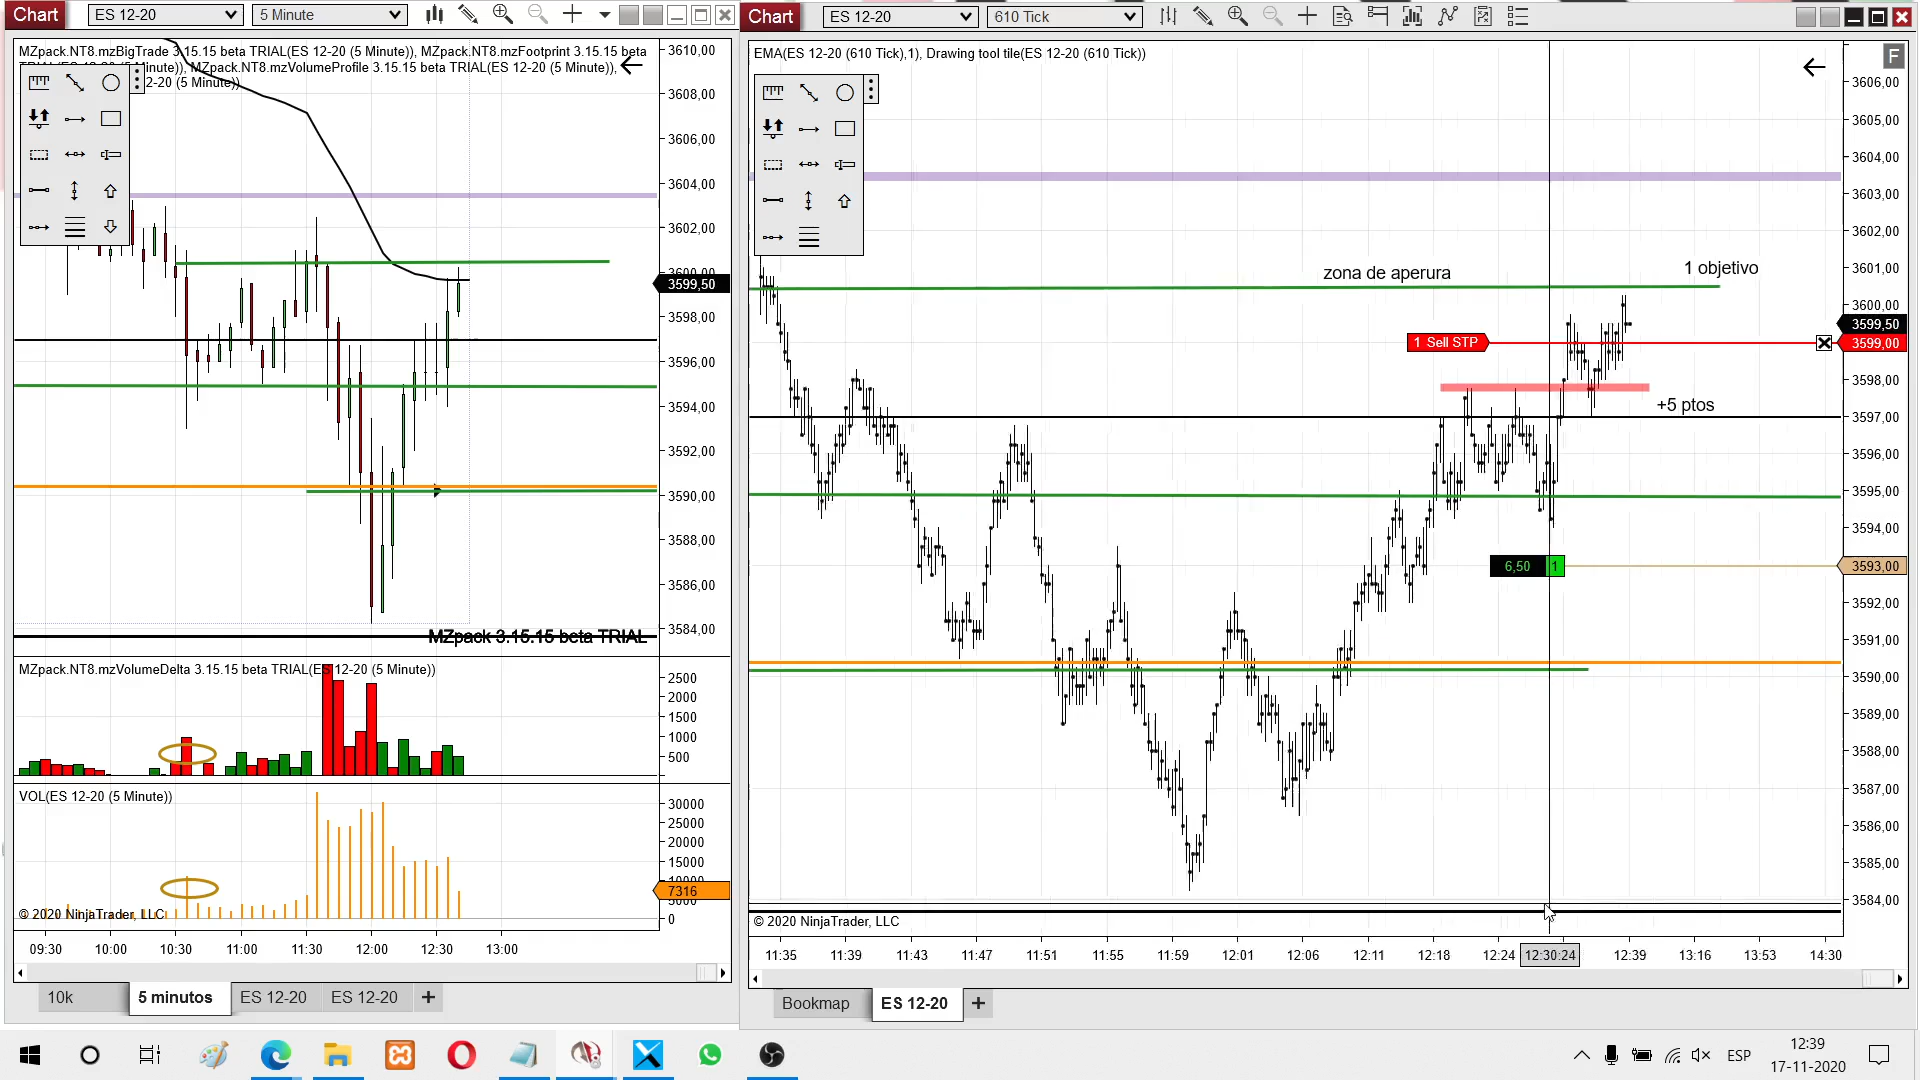 Chart
ES 12-20
5 Minute
Chart
ES 12-20
610 Tick
MZpack.NT8.mzBigTrade 3.15.15 beta TRIAL(ES 12-20 (5 Minute)), MZpack.NT8.mzFootprint 3.15.15 beta
inute)), MZpack.NT8.mzVolumeProfile 3.15.15 beta TRIAL(ES 12-20 (5 Minute)),
2-20 (5 Minute))
3610,00
3608,00
3606,00
3604,00
3602,00
3600,00
3599,50
3598,00
3596,00
3594,00
3592,00
3590,00
3588,00
3586,00
3584,00
MZpack 3.15.15 beta TRIAL
MZpack.NT8.mzVolumeDelta 3.15.15 beta TRIAL(ES 12-20 (5 Minute))
2500
2000
1500
1000
500
VOL(ES 12-20 (5 Minute))
30000
25000
20000
15000
10000
7316
5000
0
© 2020 NinjaTrader, LLC
09:30 10:00 10:30 11:00 11:30 12:00 12:30 13:00
10k
5 minutos
ES 12-20
ES 12-20
+
EMA(ES 12-20 (610 Tick),1), Drawing tool tile(ES 12-20 (610 Tick))
F
3606,00
3605,00
3604,00
3603,00
3602,00
zona de aperura
1 objetivo
3601,00
3600,00
3599,50
1 Sell STP
3599,00
3598,00
+5 ptos
3597,00
3596,00
3595,00
3594,00
6,50
1
3593,00
3592,00
3591,00
3590,00
3589,00
3588,00
3587,00
3586,00
3585,00
3584,00
© 2020 NinjaTrader, LLC
11:35 11:39 11:43 11:47 11:51 11:55 11:59 12:01 12:06 12:11 12:18 12:24 12:30:24 12:39 13:16 13:53 14:30
Bookmap
ES 12-20
+
ESP
12:39
17-11-2020